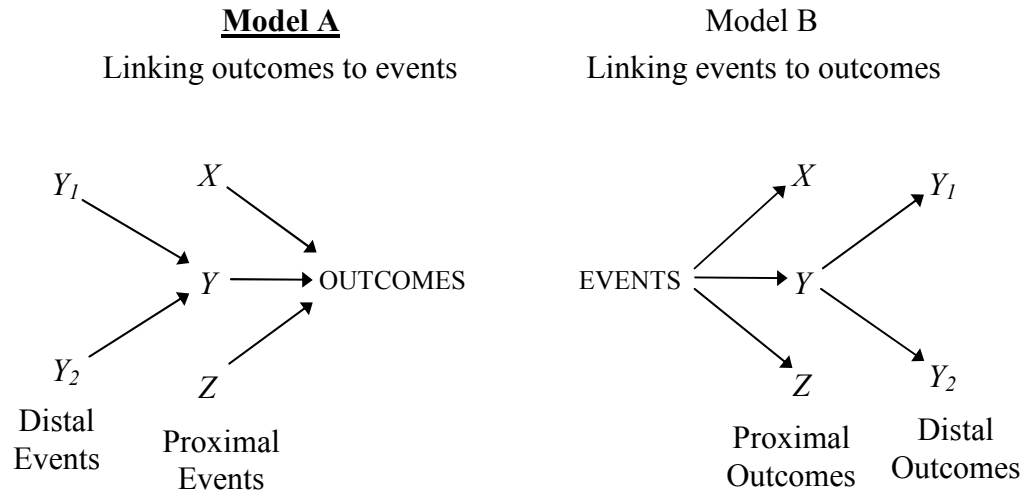 Model A
Linking outcomes to events
Y1
X
Y
OUTCOMES
Y2
Z
Distal
Events
Proximal
Events
Model B
Linking events to outcomes
X
Y1
EVENTS
Y
Z
Y2
Proximal
Outcomes
Distal
Outcomes